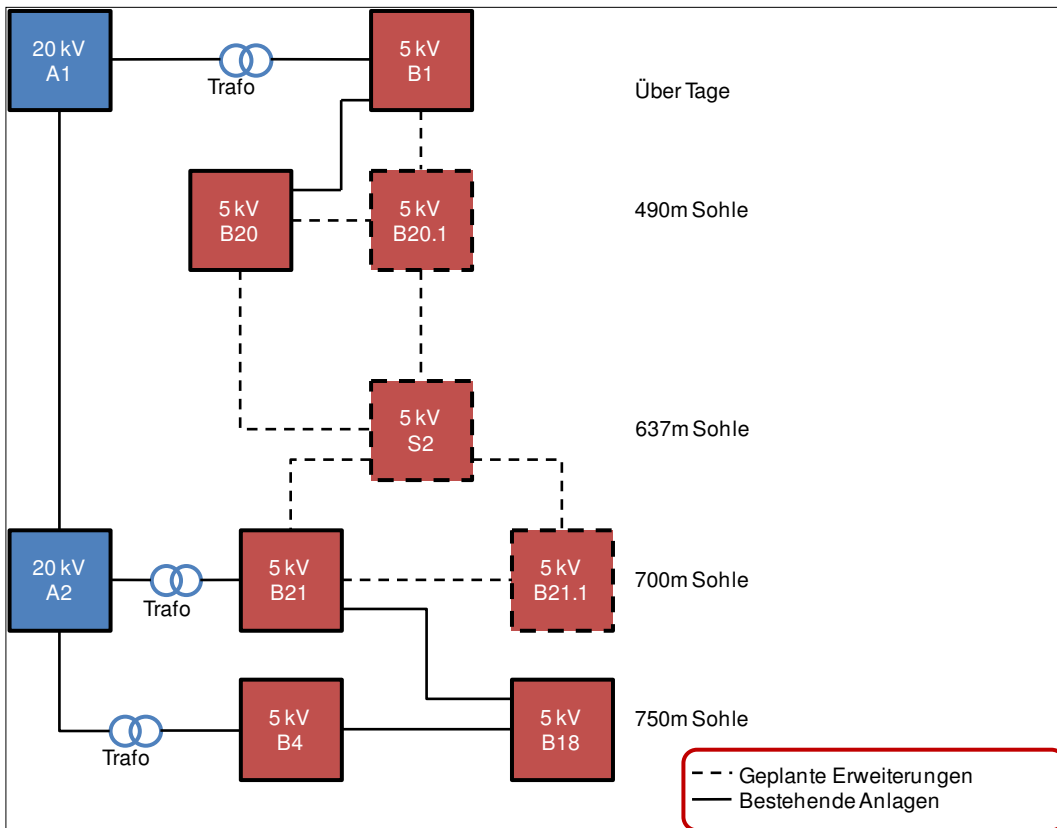 20 kV
A1
Trafo
5 kV
B1
Über Tage
5 kV
B20
5 kV
B20.1
490m Sohle
5 kV
S2
637m Sohle
20 kV
A2
Trafo
5 kV
B21
5 kV
B21.1
700m Sohle
Trafo
5 kV
B4
5 kV
B18
750m Sohle
Geplante Erweiterungen
Bestehende Anlagen